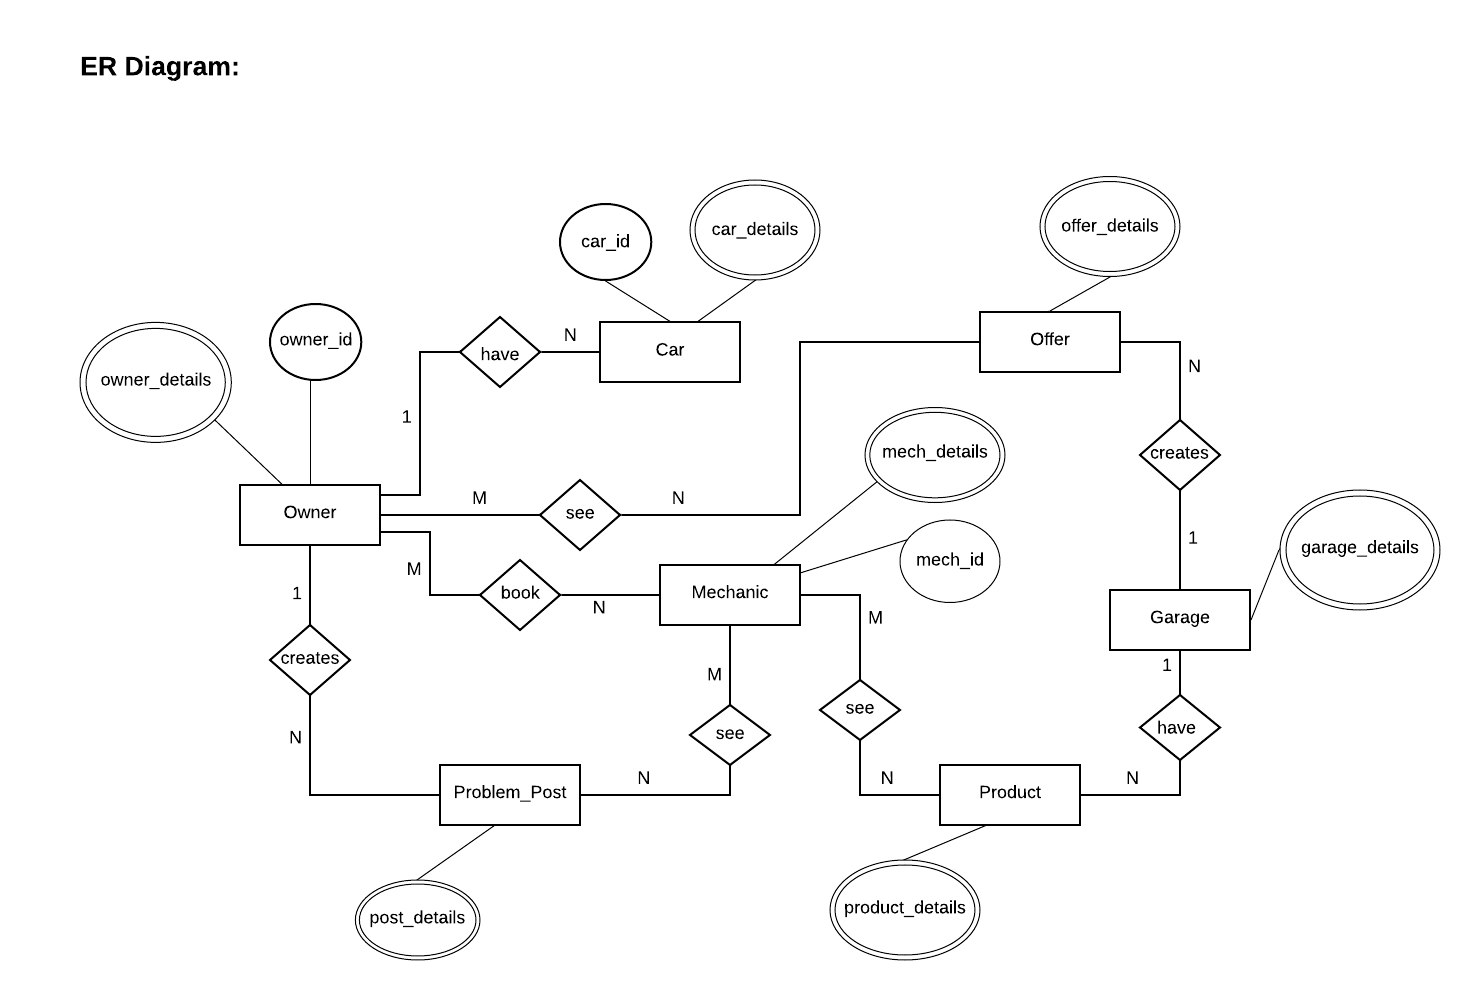 ER Diagram:
car_id
car_details
offer_details
owner_details
owner_id
have
N
Car
Offer
N
1
mech_details
creates
Owner
M
see
N
1
garage_details
M
book
N
Mechanic
mech_id
M
Garage
1
creates
M
see
see
1
have
N
N
N
N
Problem_Post
Product
post_details
product_details